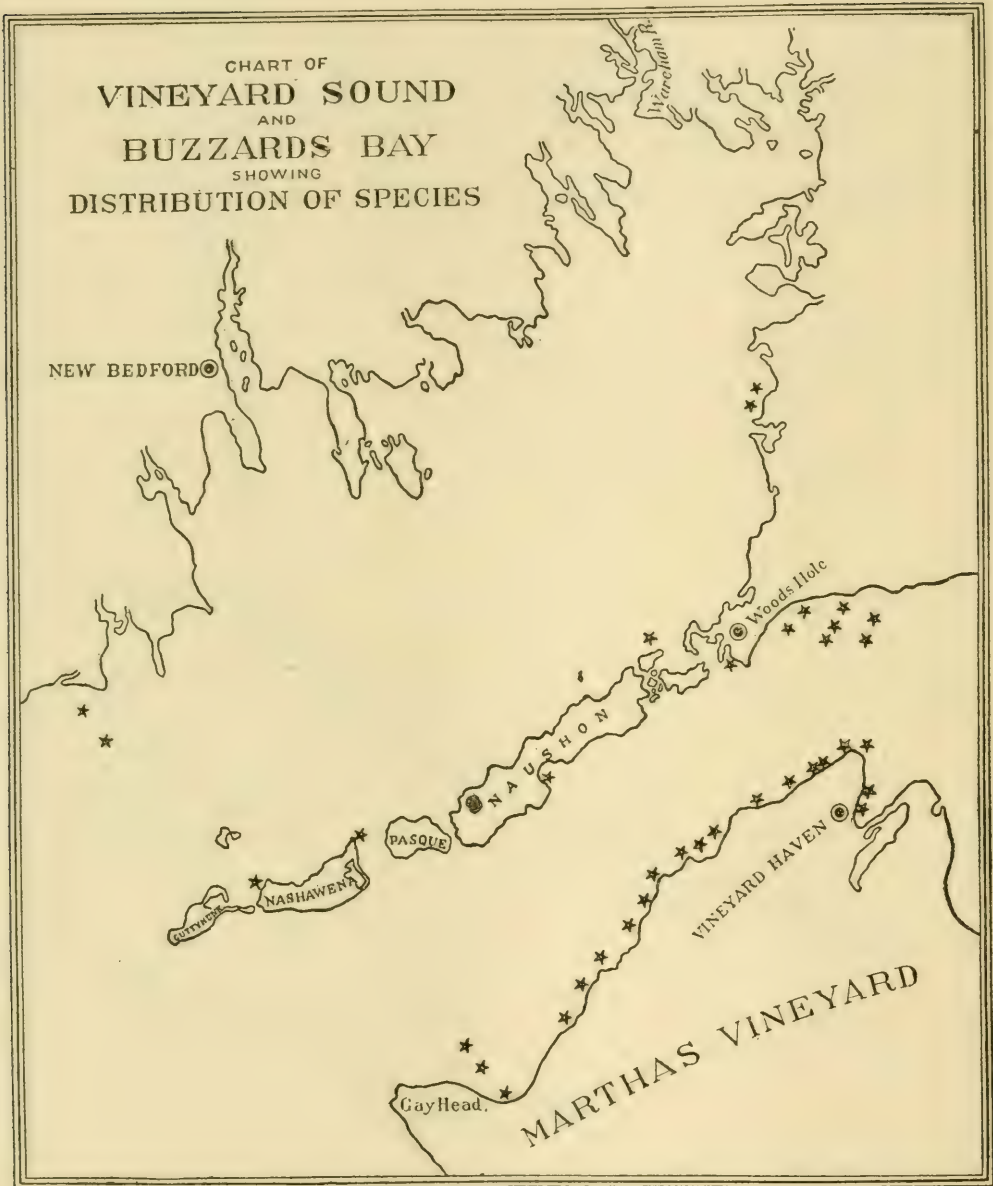 CHART OF
VINEYARD SOUND
AND
BUZZARDS BAY
SHOWING
DISTRIBUTION OF SPECIES
Wareham R.
NEW BEDFORD
Woods Hole
NAUSHON
PASQUE
NASHAWENA
CUTTYHUNK
VINEYARD HAVEN
MARTHAS VINEYARD
Gay Head.